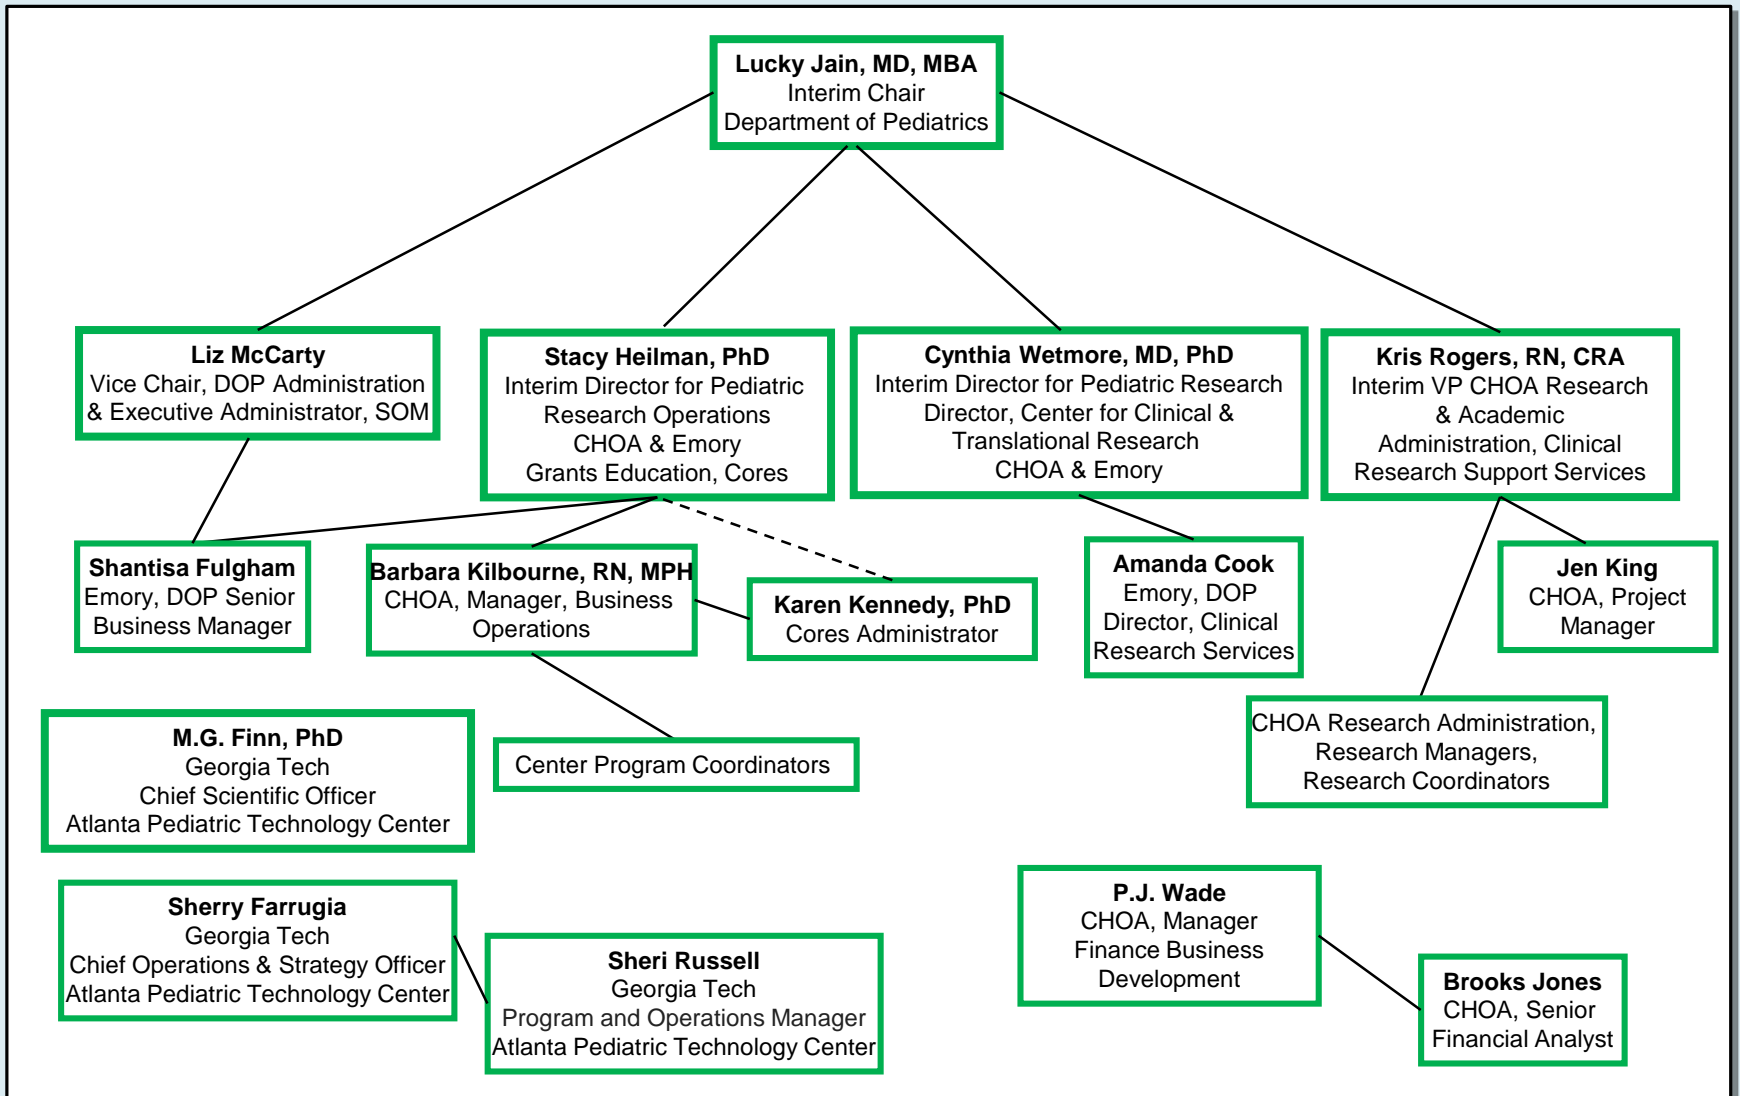 Lucky Jain, MD, MBA
Interim Chair
Department of Pediatrics
Liz McCarty
Vice Chair, DOP Administration
& Executive Administrator, SOM
Stacy Heilman, PhD
Interim Director for Pediatric
Research Operations
CHOA & Emory
Grants Education, Cores
Cynthia Wetmore, MD, PhD
Interim Director for Pediatric Research
Director, Center for Clinical &
Translational Research
CHOA & Emory
Kris Rogers, RN, CRA
Interim VP CHOA Research
& Academic
Administration, Clinical
Research Support Services
Shantisa Fulgham
Emory, DOP Senior
Business Manager
Barbara Kilbourne, RN, MPH
CHOA, Manager, Business
Operations
Karen Kennedy, PhD
Cores Administrator
Amanda Cook
Emory, DOP
Director, Clinical
Research Services
Jen King
CHOA, Project
Manager
M.G. Finn, PhD
Georgia Tech
Chief Scientific Officer
Atlanta Pediatric Technology Center
Center Program Coordinators
CHOA Research Administration,
Research Managers,
Research Coordinators
Sherry Farrugia
Georgia Tech
Chief Operations & Strategy Officer
Atlanta Pediatric Technology Center
Sheri Russell
Georgia Tech
Program and Operations Manager
Atlanta Pediatric Technology Center
P.J. Wade
CHOA, Manager
Finance Business
Development
Brooks Jones
CHOA, Senior
Financial Analyst